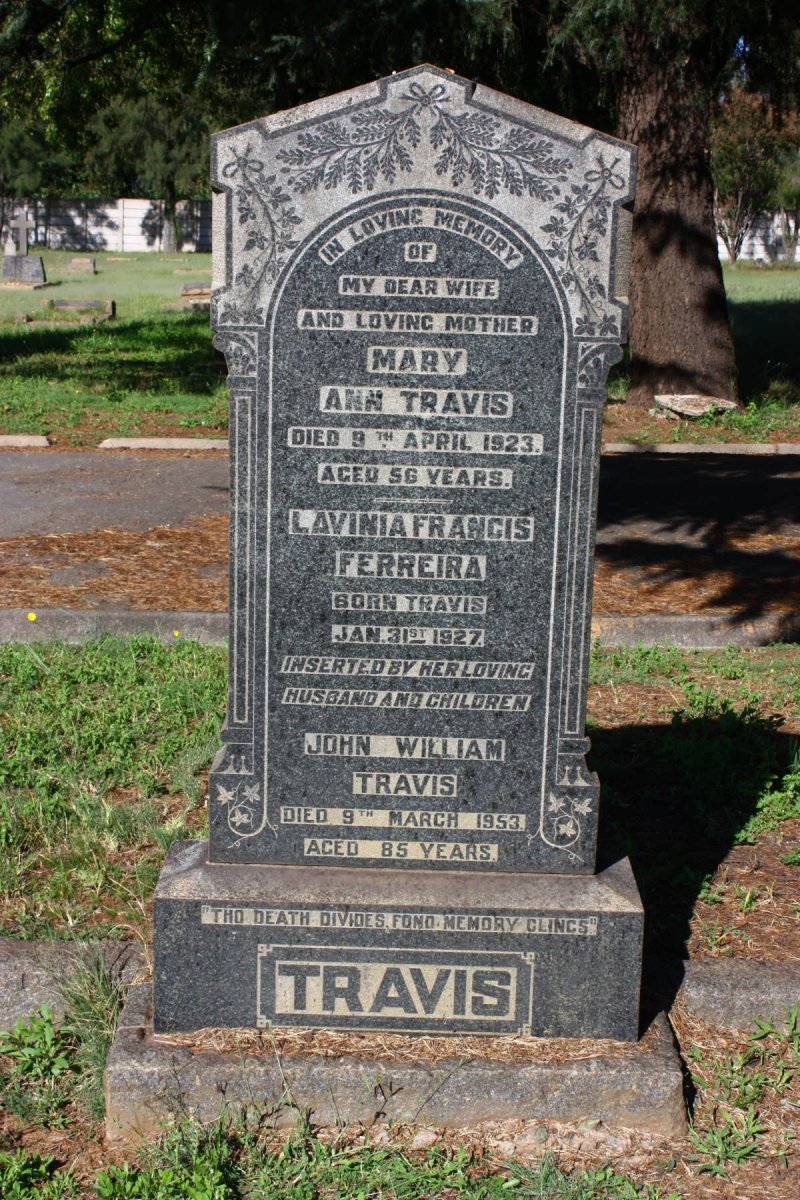 IN LOVING MEMORY
OF
MY DEAR WIFE
AND LOVING MOTHER
MARY
ANN TRAVIS
DIED 9TH APRIL 1923.
AGED 56 YEARS.
LAVINIA FRANCIS
FERREIRA
BORN TRAVIS
JAN. 31ST 1927.
INSERTED BY HER LOVING
HUSBAND AND CHILDREN
JOHN WILLIAM
TRAVIS
DIED 9TH MARCH 1953.
AGED 85 YEARS.
"THO DEATH DIVIDES, FOND MEMORY CLINGS"
TRAVIS